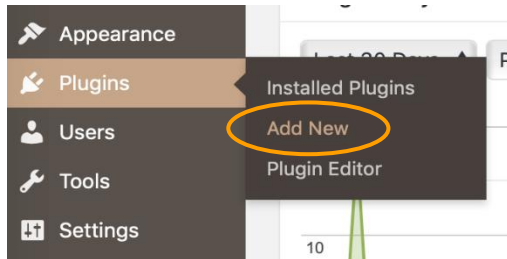 Appearance
Plugins
Users
Tools
Settings
Installed Plugins
Add New
Plugin Editor
10